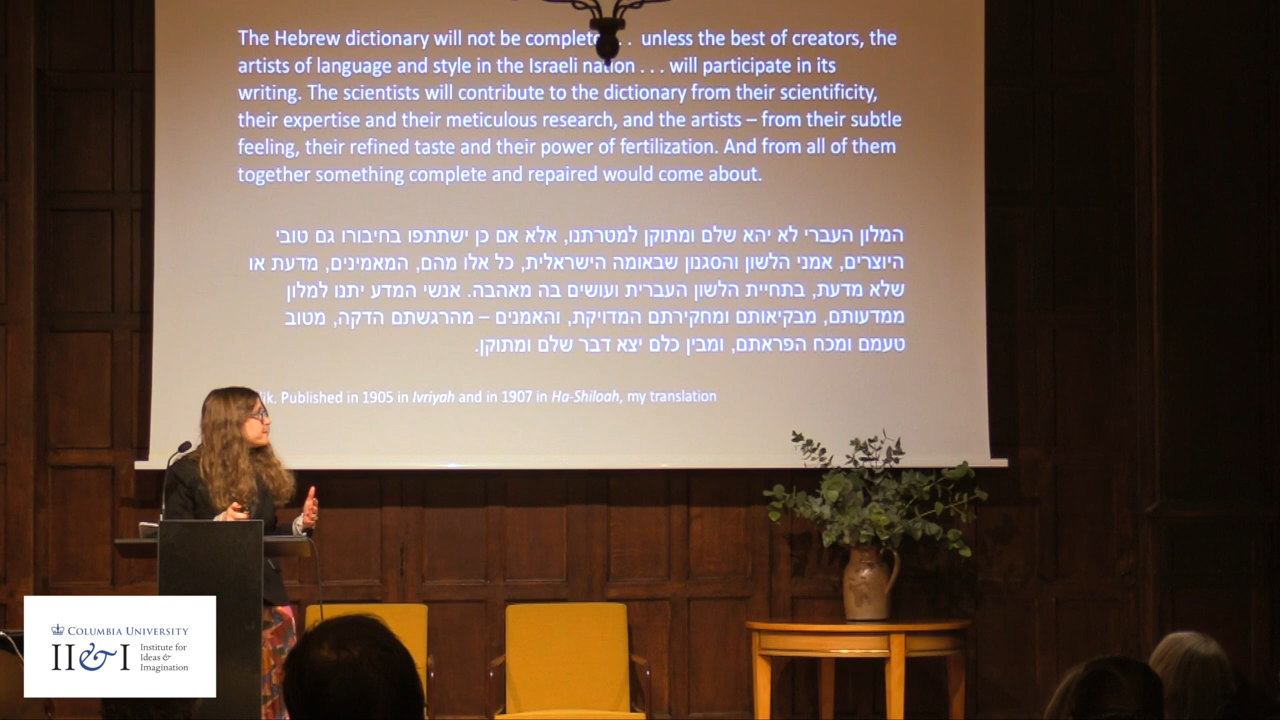 The Hebrew dictionary will not be complete . . unless the best of creators, the
artists of language and style in the Israeli nation . . . will participate in its
writing. The scientists will contribute to the dictionary from their scientificity,
their expertise and their meticulous research, and the artists – from their subtle
feeling, their refined taste and their power of fertilization. And from all of them
together something complete and repaired would come about.
המלון העברי לא יהא שלם ומתוקן למטרתנו, אלא אם כן ישתתפו בחיבורו גם טובי
היוצרים, אמני הלשון והסגנון שבאומה הישראלית, כל אלו מהם, המאמינים, מדעת או
שלא מדעת, בתחיית הלשון העברית ועושים בה מאהבה. אנשי המדע יתנו למלון
ממדעותם, מבקיאותם ומחקירתם המדויקת, והאמנים – מהרגשתם הדקה, מטוב
טעמם ומכח הפראתם, ומבין כלם יצא דבר שלם ומתוקן.
Published in 1905 in Ivriyah and in 1907 in Ha-Shiloah, my translation
COLUMBIA UNIVERSITY
II&I
Institute for
Ideas &
Imagination